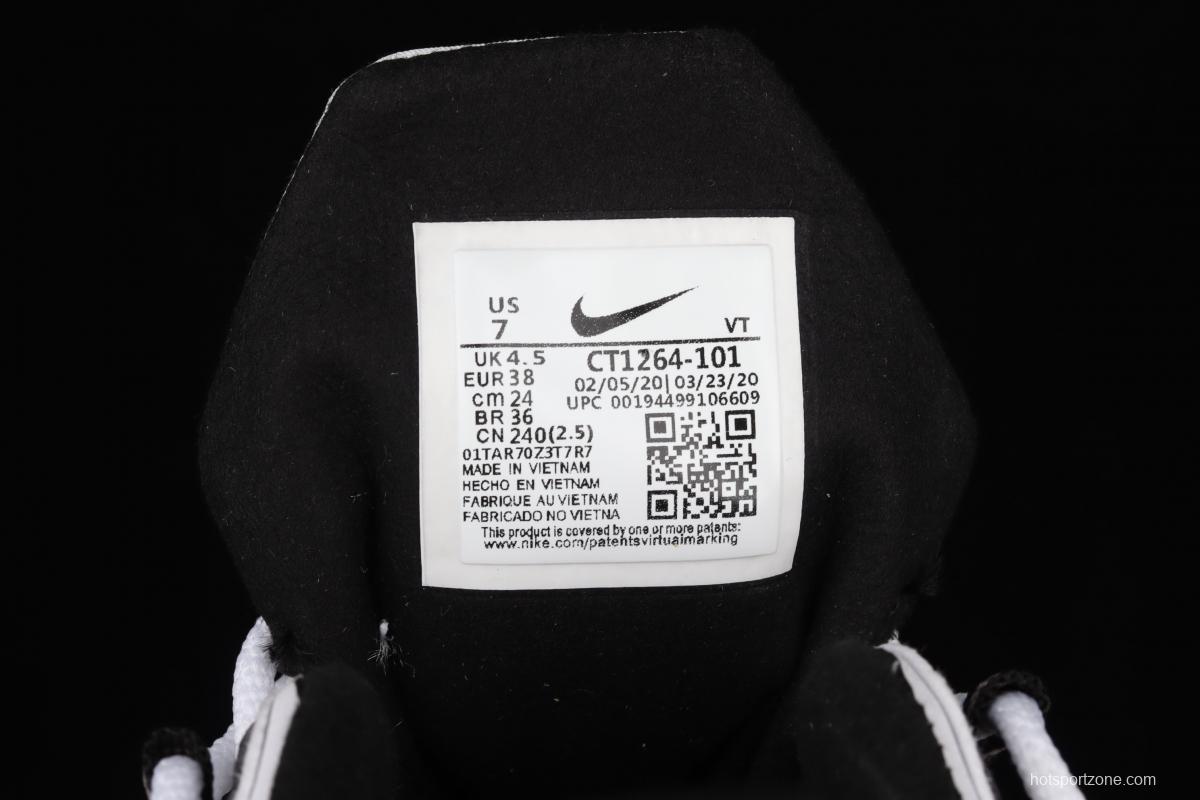 US
7
VT
UK 4.5
CT1264-101
EUR 38
02/05/20|03/23/20
cm 24
UPC 00194499106609
BR 36
CN 240(2.5)
01TAR70Z3T7R7
MADE IN VIETNAM
HECHO EN VIETNAM
FABRIQUE AU VIETNAM
FABRICADO NO VIETNA
This product is covered by one or more patents:
www.nike.com/patentsvirtualmarking
hotsportzone.com